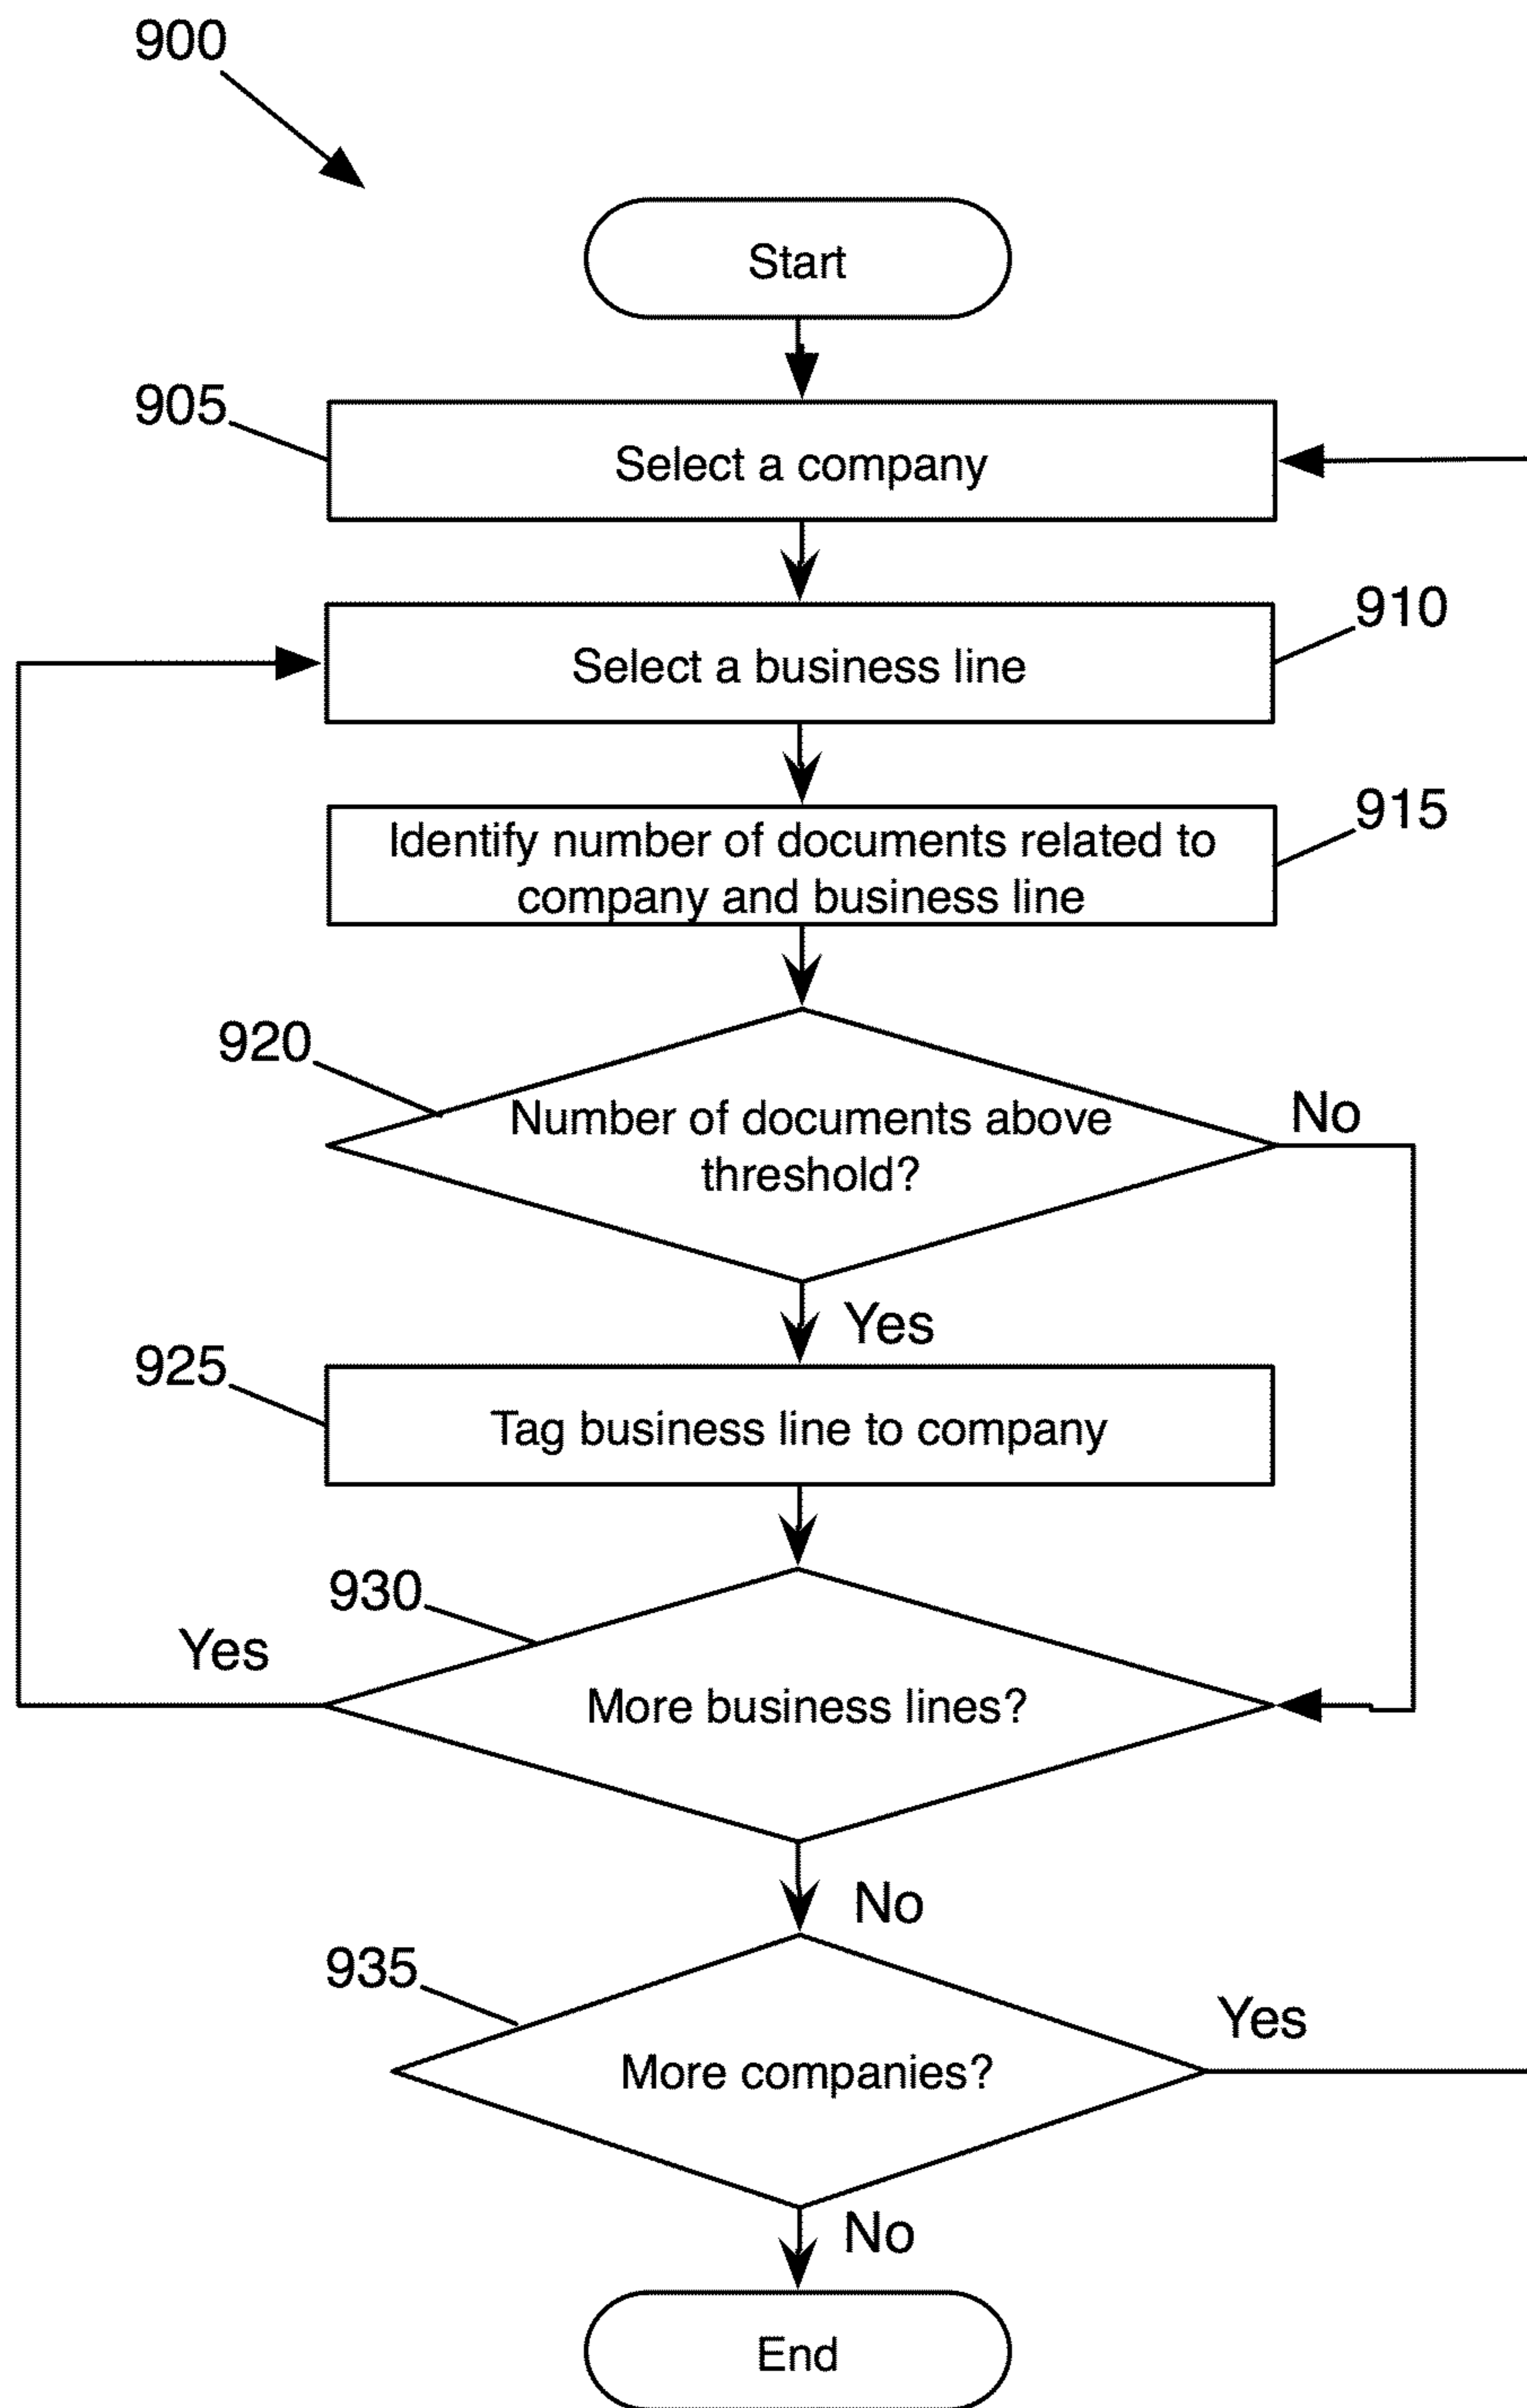 900
Start
905
Select a company
910
Select a business line
915
Identify number of documents related to
company and business line
920
Number of documents above
threshold?
No
Yes
925
Tag business line to company
930
Yes
More business lines?
No
935
Yes
More companies?
No
End